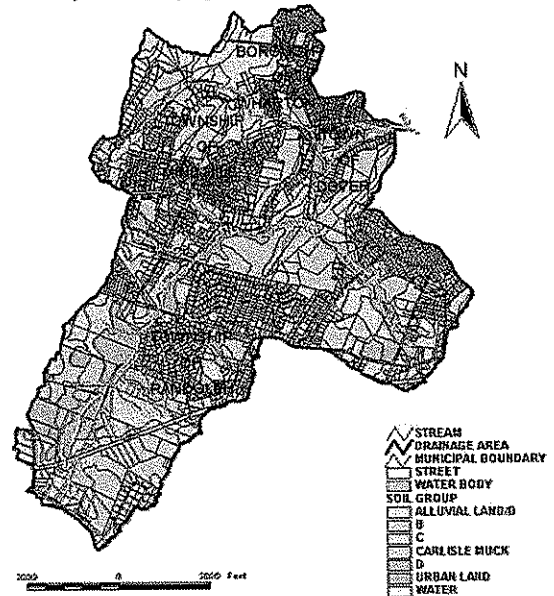 N
BOROUGH
WHARTON
TOWNSHIP
TOWN
OF
OF
DOVER
RANDOLPH
STREAM
DRAINAGE AREA
MUNICIPAL BOUNDARY
STREET
WATER BODY
SOIL GROUP
ALLUVIAL LAND/D
B
C
CARLISLE MUCK
D
URBAN LAND
WATER
2000 0 2000 Feet